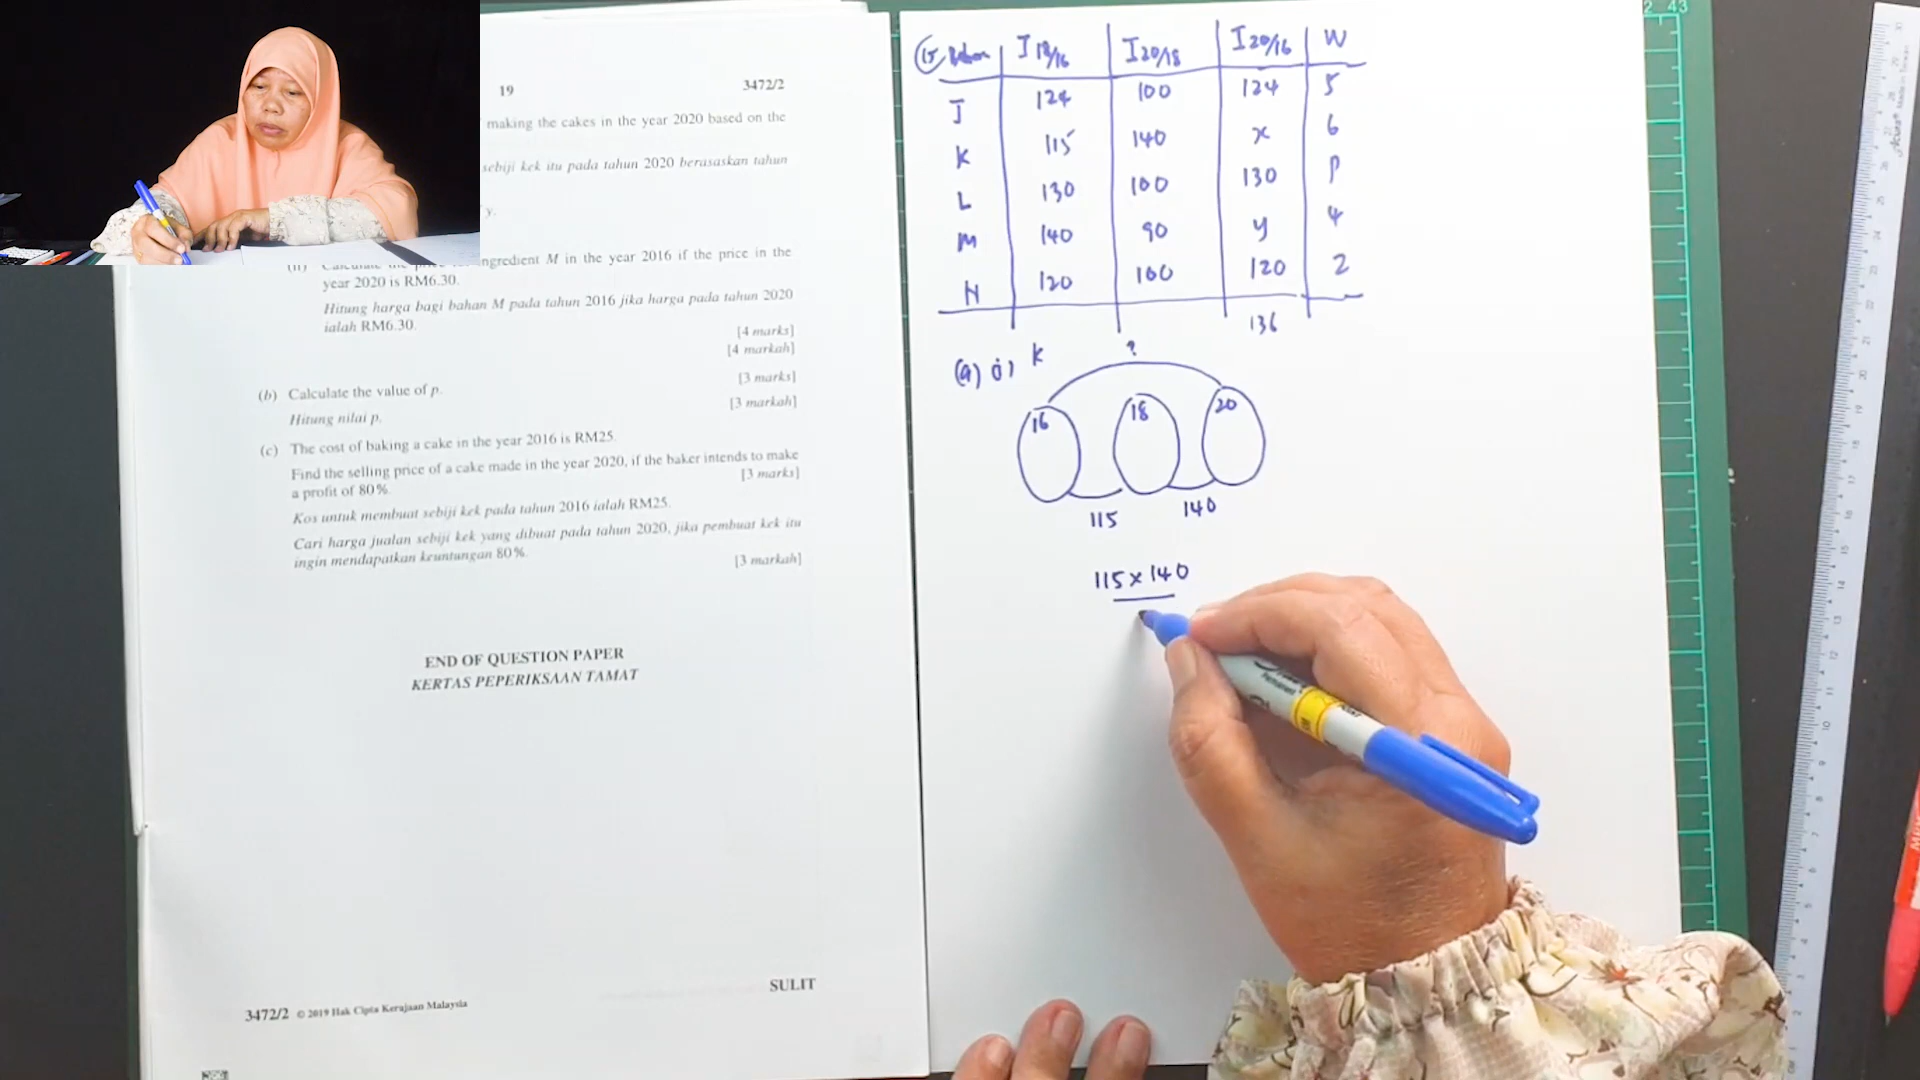 19 3472/2
making the cakes in the year 2020 based on the
sebiji kek itu pada tahun 2020 berasaskan tahun
y.
(ii) Calculate the price ingredient M in the year 2016 if the price in the
year 2020 is RM6.30.
Hitung harga bagi bahan M pada tahun 2016 jika harga pada tahun 2020
ialah RM6.30.
[4 marks]
[4 markah]
(b) Calculate the value of p. [3 marks]
Hitung nilai p. [3 markah]
(c) The cost of baking a cake in the year 2016 is RM25.
Find the selling price of a cake made in the year 2020, if the baker intends to make
a profit of 80%. [3 marks]
Kos untuk membuat sebiji kek pada tahun 2016 ialah RM25.
Cari harga jualan sebiji kek yang dibuat pada tahun 2020, jika pembuat kek itu
ingin mendapatkan keuntungan 80%. [3 markah]
END OF QUESTION PAPER
KERTAS PEPERIKSAAN TAMAT
SULIT
3472/2 © 2019 Hak Cipta Kerajaan Malaysia
15 Bahan I 18/16 I 20/18 I 20/16 W
J 124 100 124 5
K 115 140 x 6
L 130 100 130 p
M 140 90 y 4
N 120 100 120 2
136
(a) i) K ?
16 18 20
115 140
115 x 140